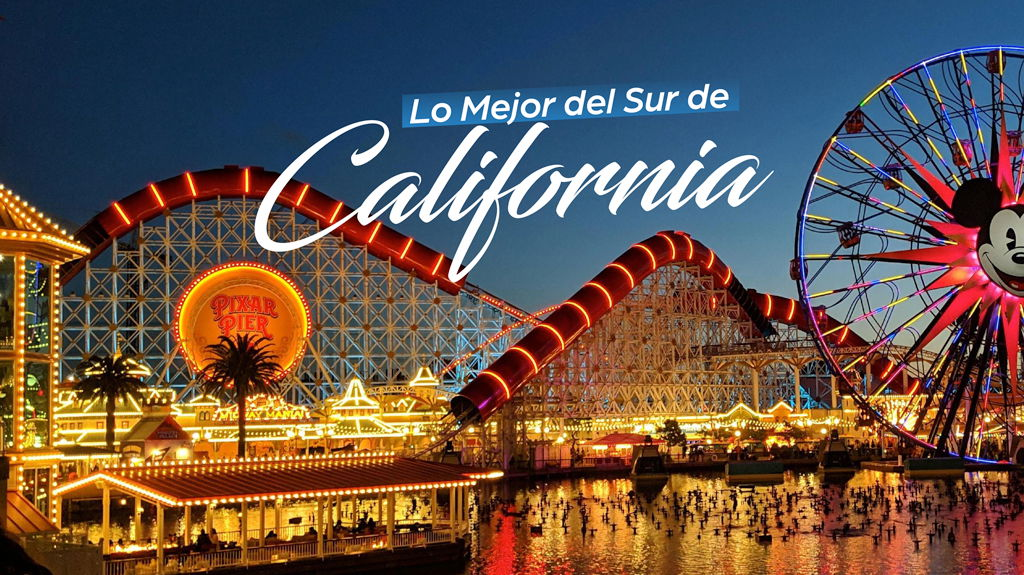 Lo Mejor del Sur de
California
PIXAR
PIER